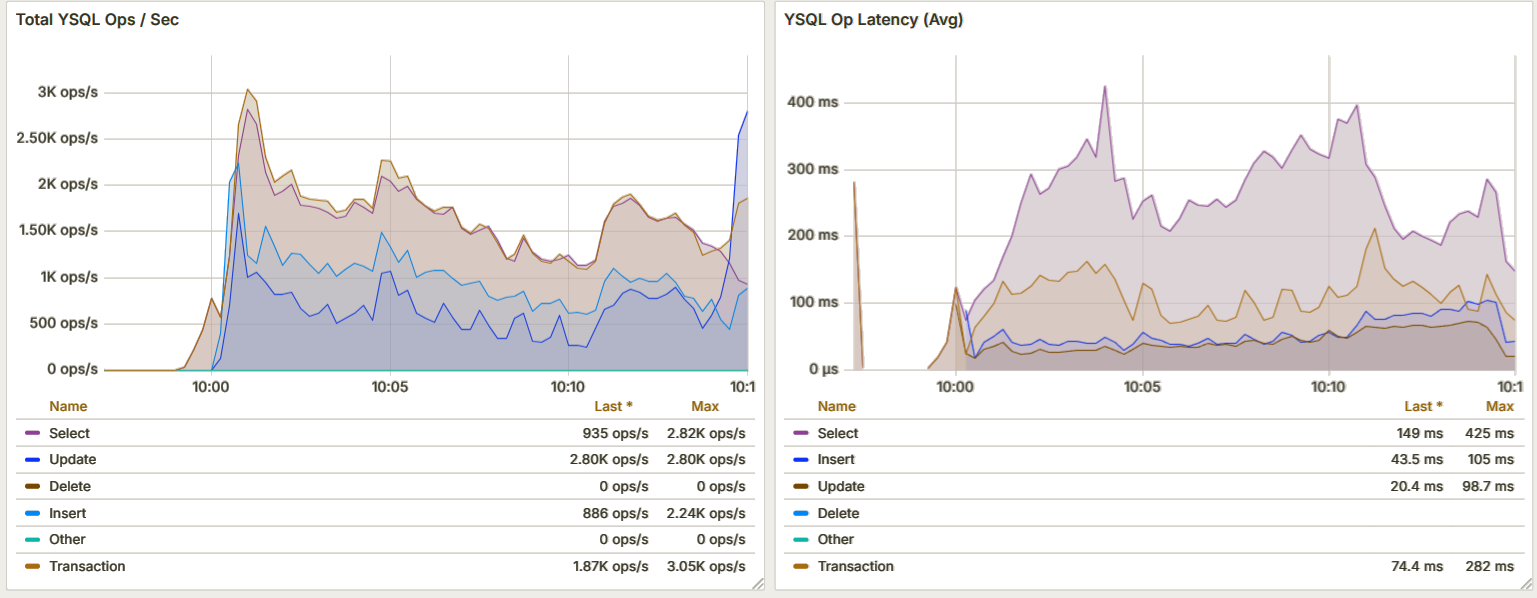 Total YSQL Ops / Sec
3K ops/s
2.50K ops/s
2K ops/s
1.50K ops/s
1K ops/s
500 ops/s
0 ops/s
10:00 10:05 10:10 10:1
Name Last * Max
Select 935 ops/s 2.82K ops/s
Update 2.80K ops/s 2.80K ops/s
Delete 0 ops/s 0 ops/s
Insert 886 ops/s 2.24K ops/s
Other 0 ops/s 0 ops/s
Transaction 1.87K ops/s 3.05K ops/s
YSQL Op Latency (Avg)
400 ms
300 ms
200 ms
100 ms
0 µs
10:00 10:05 10:10 10:1
Name Last * Max
Select 149 ms 425 ms
Insert 43.5 ms 105 ms
Update 20.4 ms 98.7 ms
Delete
Other
Transaction 74.4 ms 282 ms